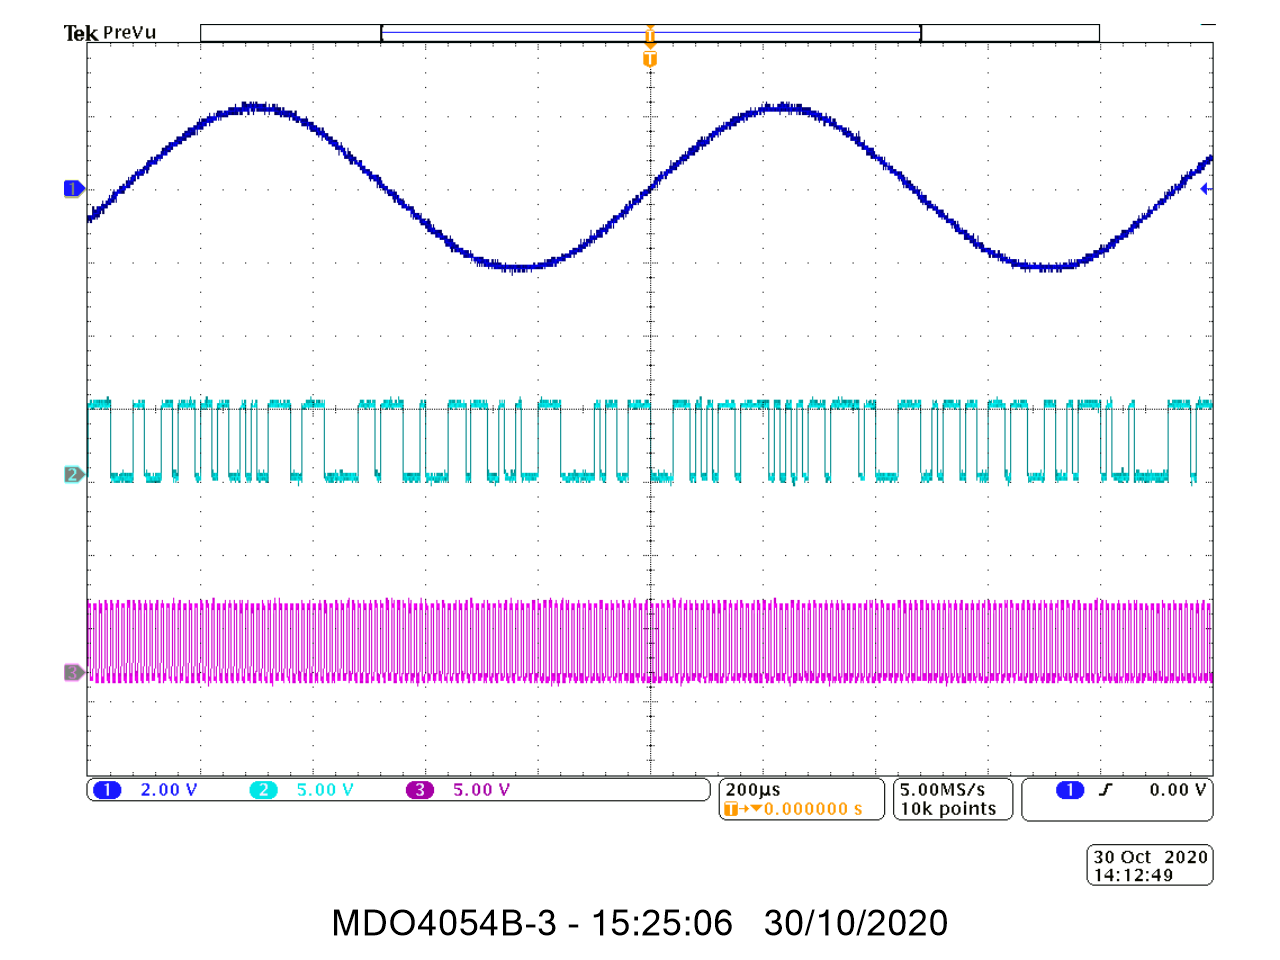 Tek PreVu
T
T
1
2
3
1 2.00 V 2 5.00 V 3 5.00 V
200µs
T→▼0.000000 s
5.00MS/s
10k points
1 0.00 V
30 Oct 2020
14:12:49
MDO4054B-3 - 15:25:06 30/10/2020